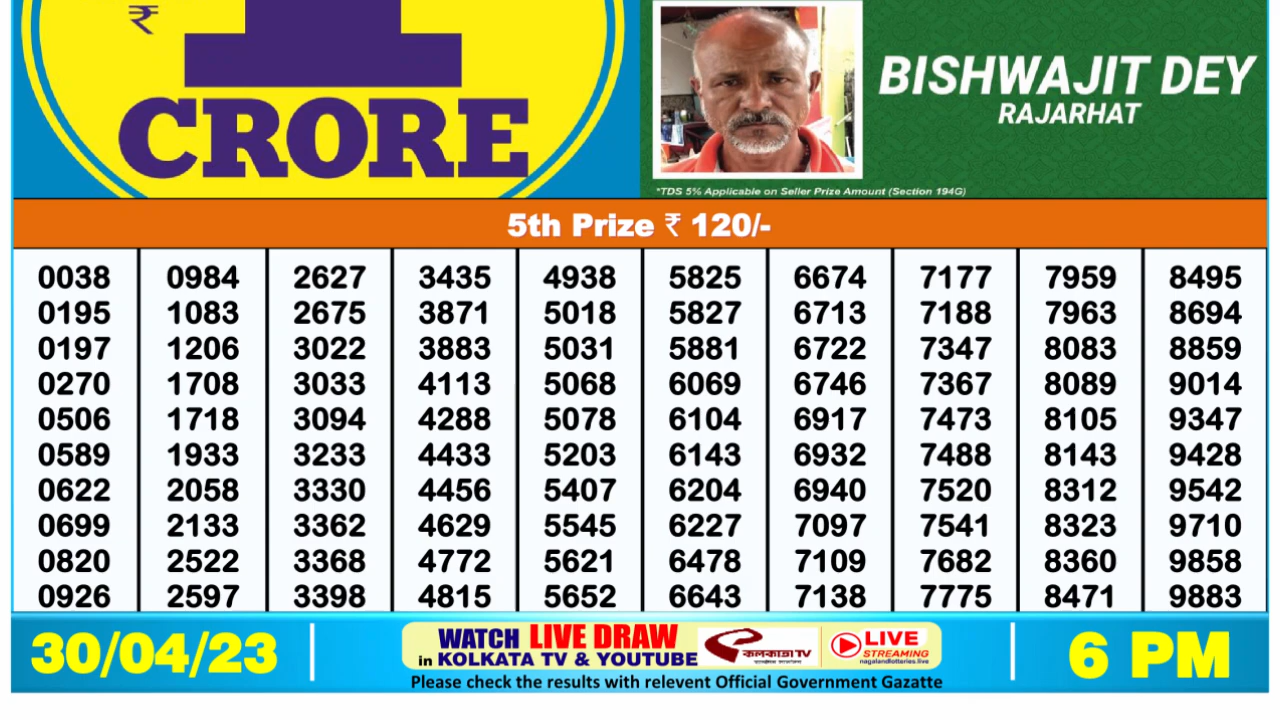 ₹ 1
CRORE
BISHWAJIT DEY
RAJARHAT
*TDS 5% Applicable on Seller Prize Amount (Section 194G)
5th Prize ₹ 120/-
0038 0984 2627 3435 4938 5825 6674 7177 7959 8495
0195 1083 2675 3871 5018 5827 6713 7188 7963 8694
0197 1206 3022 3883 5031 5881 6722 7347 8083 8859
0270 1708 3033 4113 5068 6069 6746 7367 8089 9014
0506 1718 3094 4288 5078 6104 6917 7473 8105 9347
0589 1933 3233 4433 5203 6143 6932 7488 8143 9428
0622 2058 3330 4456 5407 6204 6940 7520 8312 9542
0699 2133 3362 4629 5545 6227 7097 7541 8323 9710
0820 2522 3368 4772 5621 6478 7109 7682 8360 9858
0926 2597 3398 4815 5652 6643 7138 7775 8471 9883
30/04/23
WATCH LIVE DRAW
in KOLKATA TV & YOUTUBE
কলকাতা TV
LIVE
STREAMING
nagalandlotteries.live
6 PM
Please check the results with relevent Official Government Gazatte